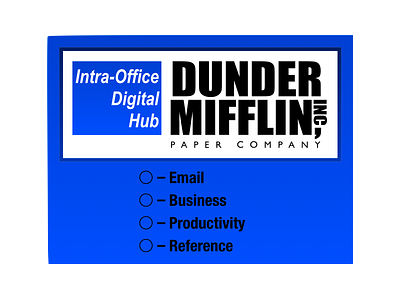 Intra-Office
Digital
Hub
DUNDER
MIFFLIN, INC
PAPER COMPANY
– Email
– Business
– Productivity
– Reference